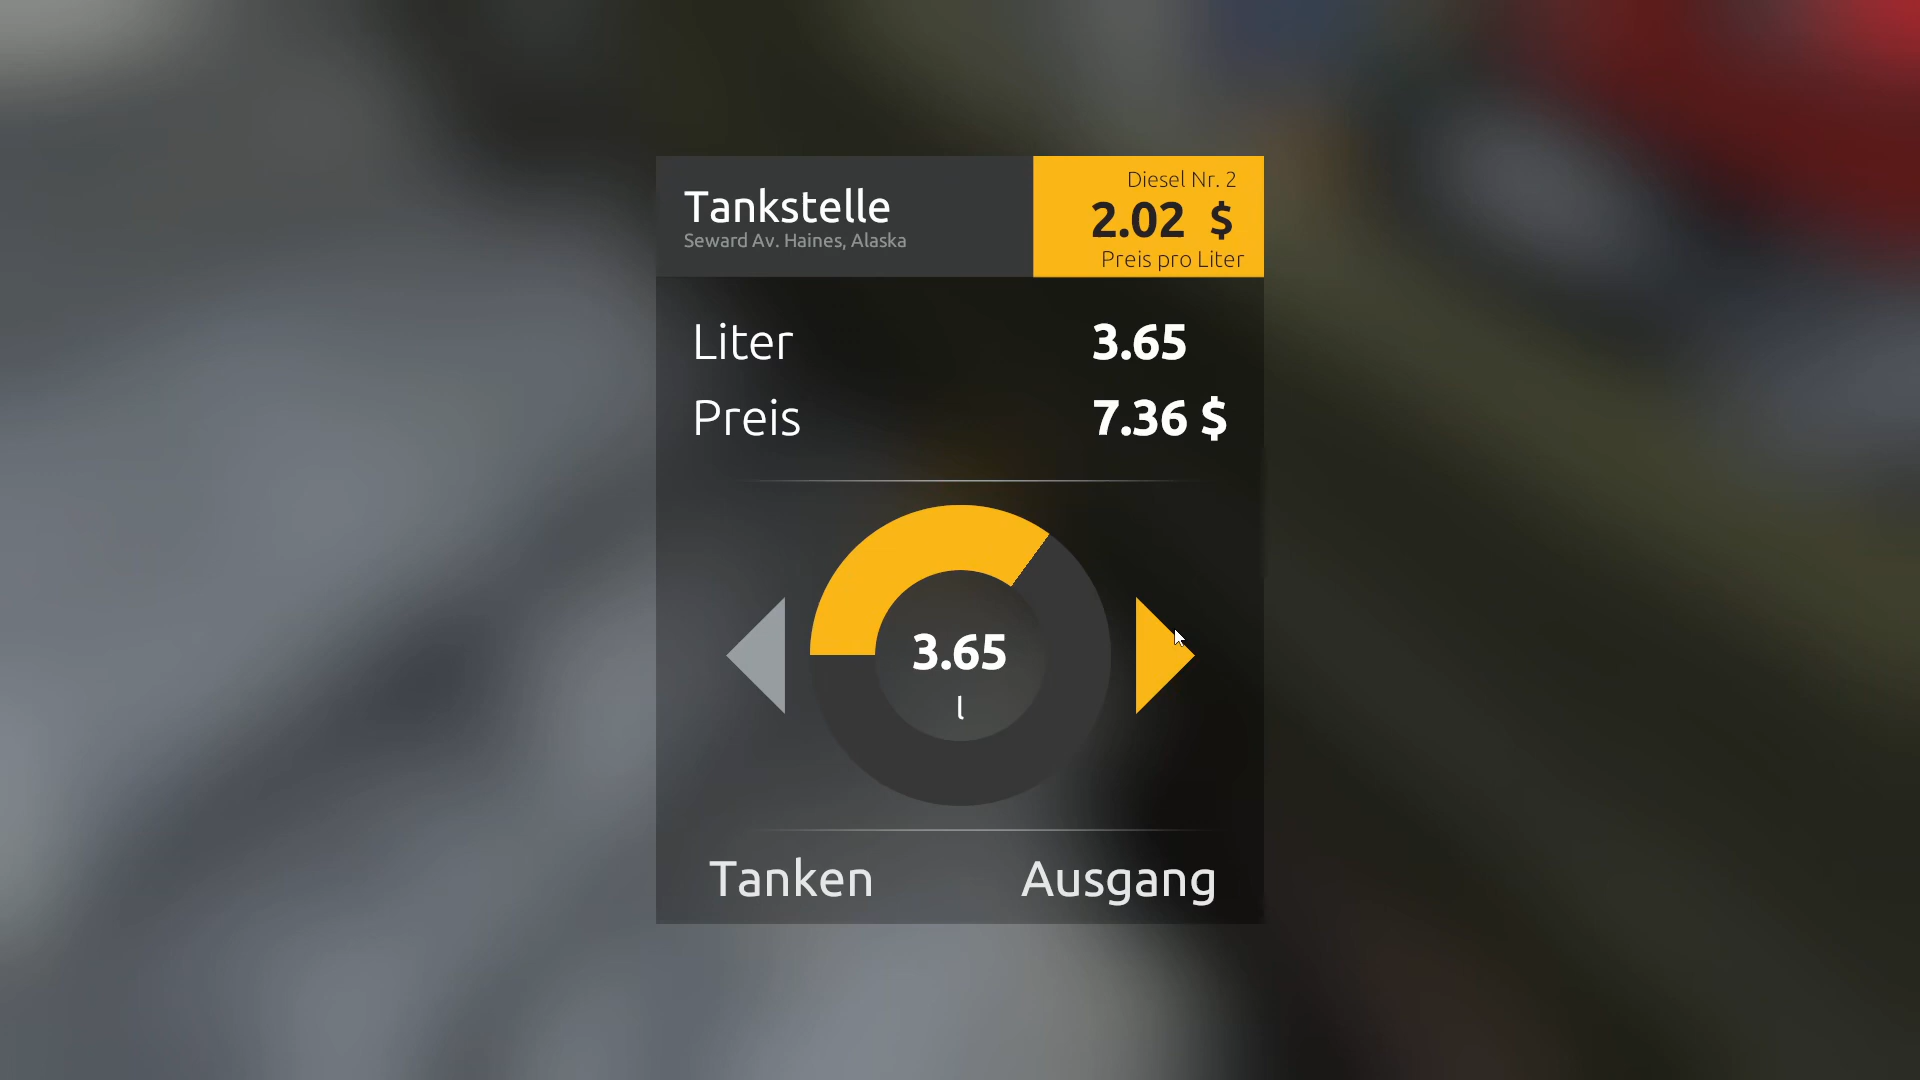 Tankstelle
Seward Av. Haines, Alaska
Diesel Nr. 2
2.02 $
Preis pro Liter
Liter 3.65
Preis 7.36 $
3.65
l
Tanken Ausgang